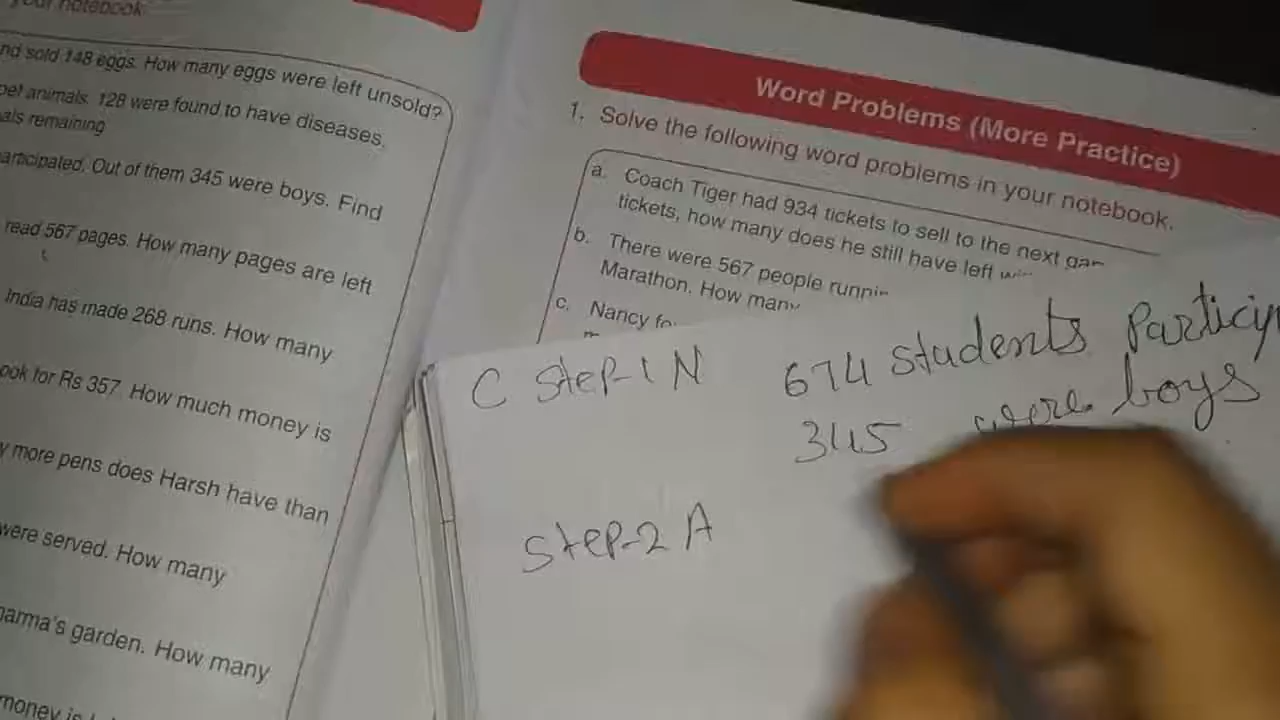 your notebook
nd sold 148 eggs. How many eggs were left unsold?
pet animals. 128 were found to have diseases.
als remaining
articipated. Out of them 345 were boys. Find
read 567 pages. How many pages are left
India has made 268 runs. How many
ook for Rs 357. How much money is
y more pens does Harsh have than
were served. How many
harma's garden. How many
money is
Word Problems (More Practice)
1. Solve the following word problems in your notebook.
a. Coach Tiger had 934 tickets to sell to the next
tickets, how many does he still have left
b. There were 567 people
Marathon. How many
c. Nancy
C Step-1 N 674 students Particip
345 were boys
Step-2 A